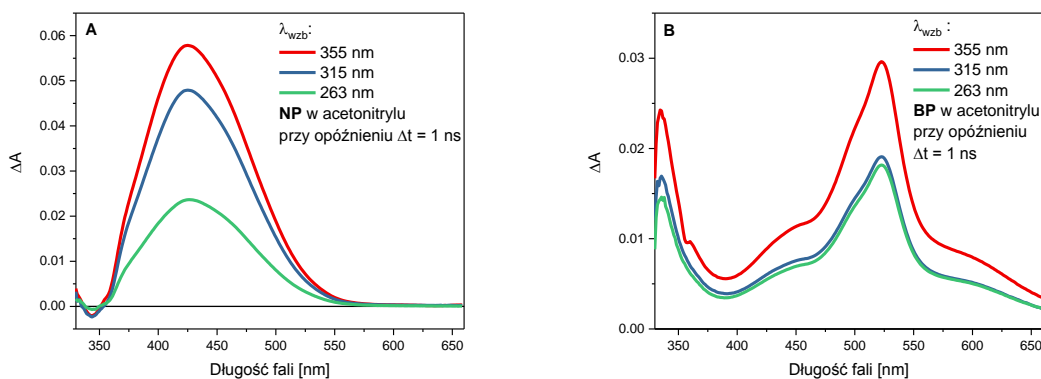 A
λwzb :
355 nm
315 nm
263 nm
NP w acetonitrylu
przy opóźnieniu Δt = 1 ns
0.06
0.05
0.04
0.03
0.02
0.01
0.00
ΔA
350 400 450 500 550 600 650
Długość fali [nm]
B
λwzb :
355 nm
315 nm
263 nm
BP w acetonitrylu
przy opóźnieniu
Δt = 1 ns
0.03
0.02
0.01
0.00
ΔA
350 400 450 500 550 600 650
Długość fali [nm]